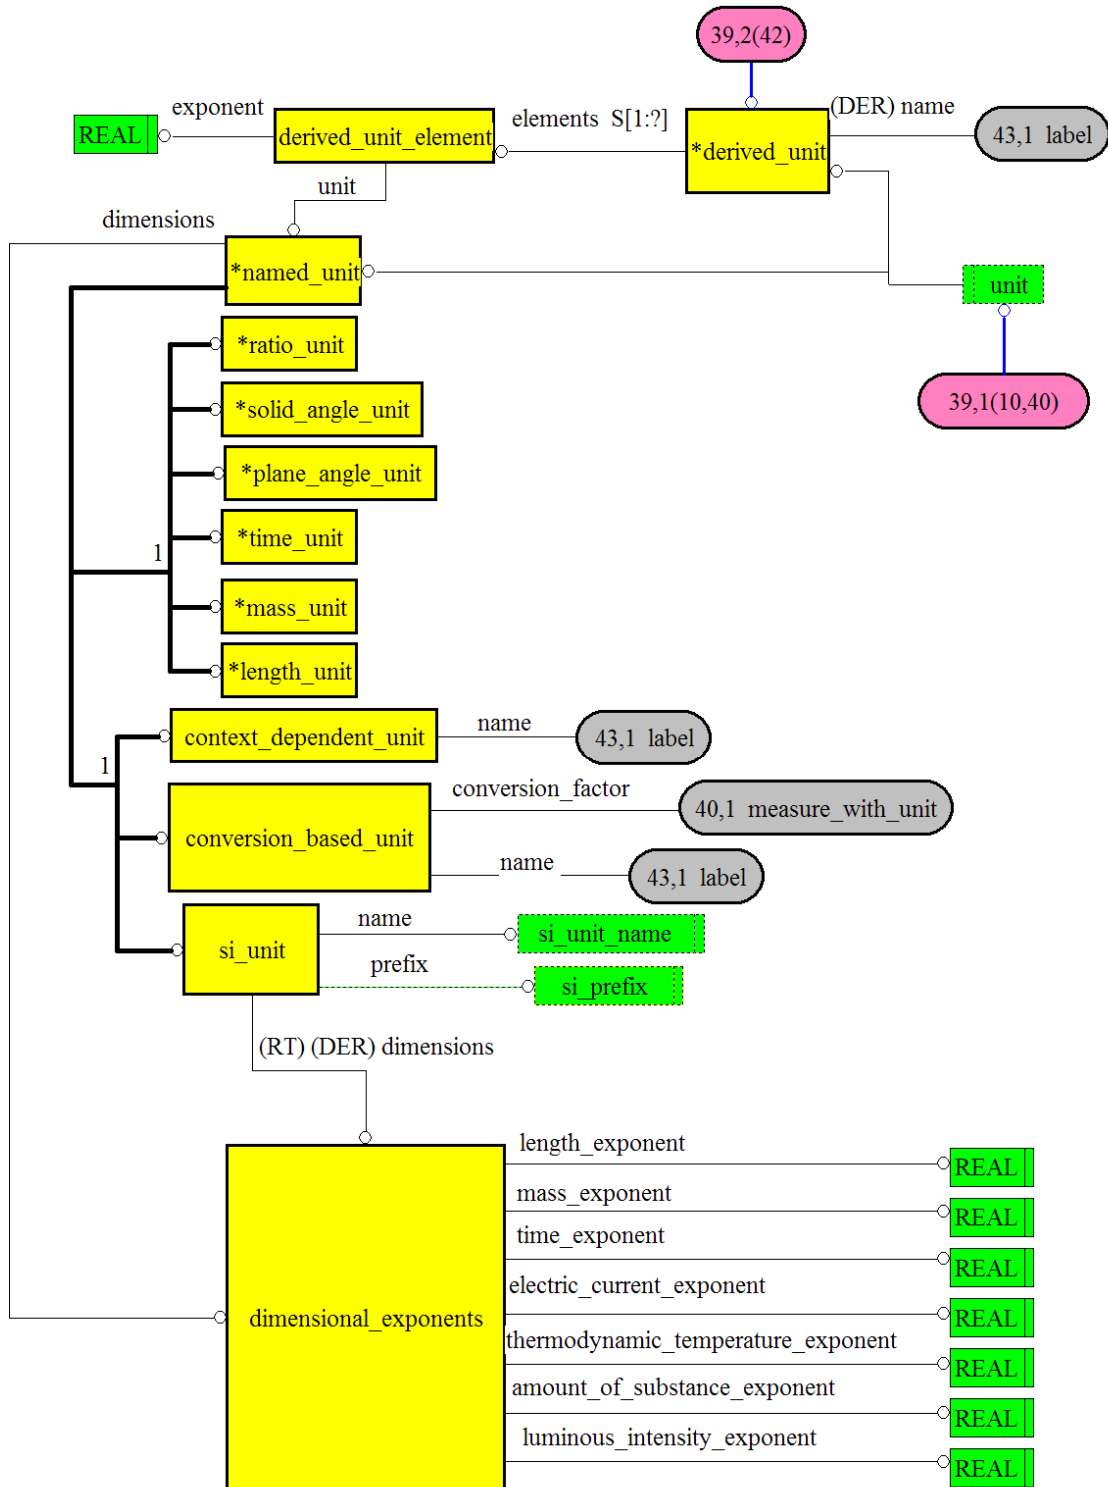 39,2(42)
exponent
elements S[1:?]
(DER) name
REAL
derived_unit_element
*derived_unit
43,1 label
unit
dimensions
*named_unit
unit
*ratio_unit
39,1(10,40)
*solid_angle_unit
*plane_angle_unit
*time_unit
1
*mass_unit
*length_unit
name
context_dependent_unit
43,1 label
1
conversion_factor
40,1 measure_with_unit
conversion_based_unit
name
43,1 label
name
si_unit_name
si_unit
prefix
si_prefix
(RT) (DER) dimensions
length_exponent
REAL
mass_exponent
REAL
time_exponent
REAL
electric_current_exponent
REAL
dimensional_exponents
thermodynamic_temperature_exponent
REAL
amount_of_substance_exponent
REAL
luminous_intensity_exponent
REAL